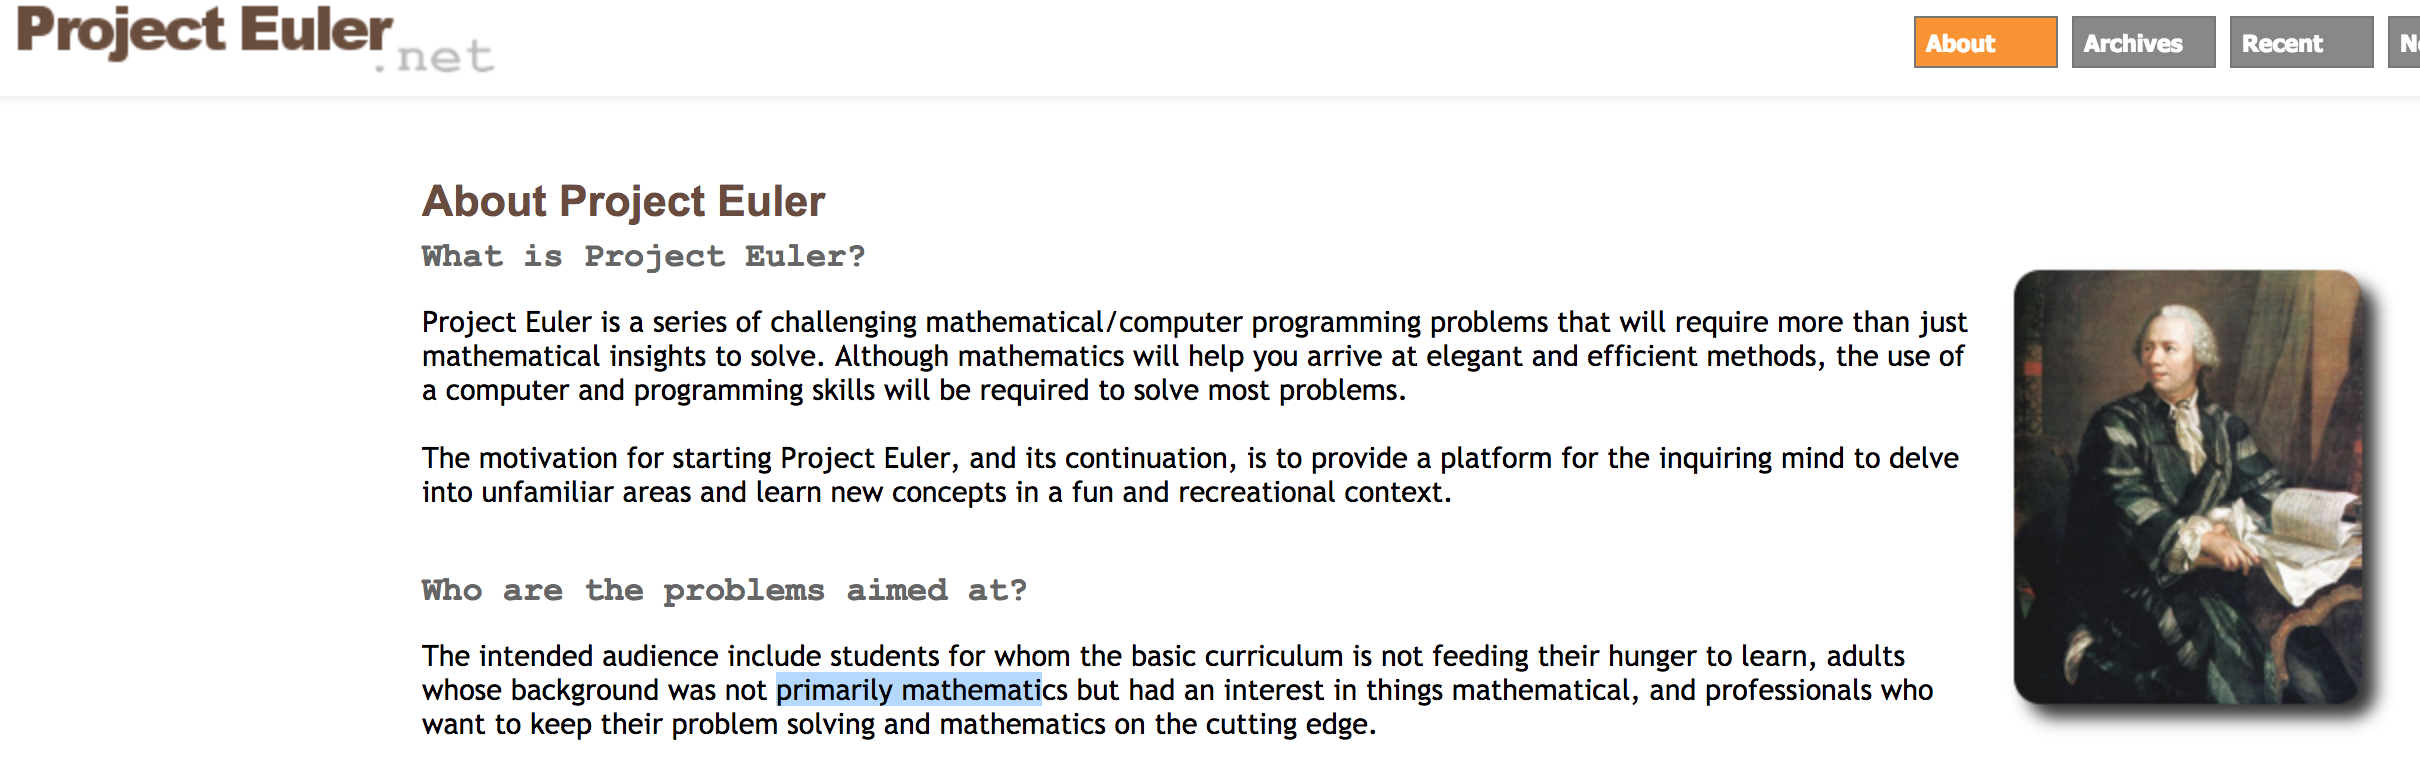 Project Euler
.net
About
Archives
Recent
About Project Euler
What is Project Euler?
Project Euler is a series of challenging mathematical/computer programming problems that will require more than just
mathematical insights to solve. Although mathematics will help you arrive at elegant and efficient methods, the use of
a computer and programming skills will be required to solve most problems.
The motivation for starting Project Euler, and its continuation, is to provide a platform for the inquiring mind to delve
into unfamiliar areas and learn new concepts in a fun and recreational context.
Who are the problems aimed at?
The intended audience include students for whom the basic curriculum is not feeding their hunger to learn, adults
whose background was not primarily mathematics but had an interest in things mathematical, and professionals who
want to keep their problem solving and mathematics on the cutting edge.